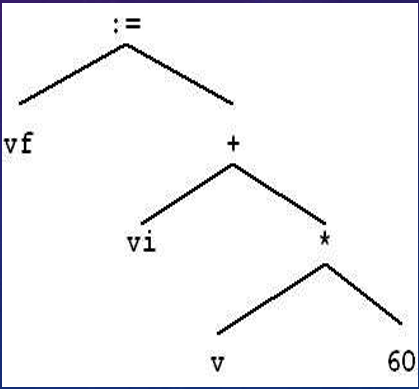 :=
vf +
vi *
v 60